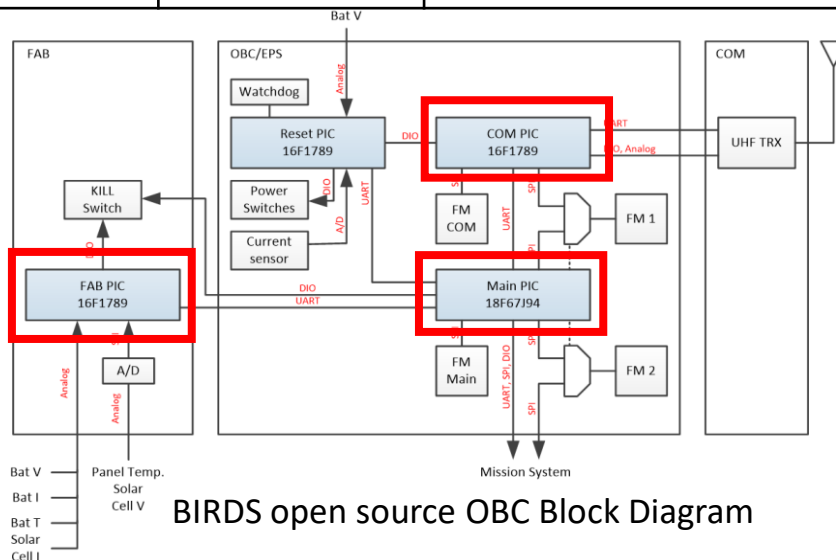 Bat V
FAB
OBC/EPS
COM
Analog
Watchdog
Reset PIC
16F1789
DIO
COM PIC
16F1789
UART
DIO, Analog
UHF TRX
KILL
Switch
Power
Switches
DIO
A/D
UART
SPI
FM
COM
UART
SPI
FM 1
Current
sensor
DIO
SPI
FAB PIC
16F1789
DIO
UART
Main PIC
18F67J94
SPI
A/D
Analog
Analog
SPI
FM
Main
UART, SPI, DIO
SPI
SPI
FM 2
Bat V
Bat I
Bat T
Solar
Cell I
Panel Temp.
Solar
Cell V
Mission System
BIRDS open source OBC Block Diagram